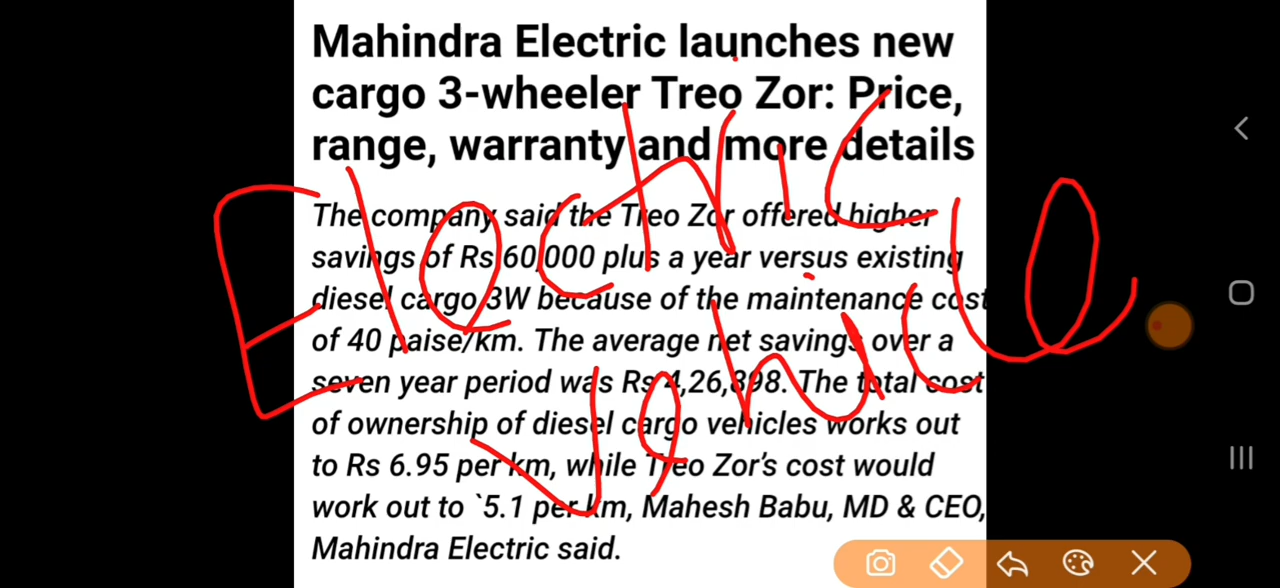 Mahindra Electric launches new
cargo 3-wheeler Treo Zor: Price,
range, warranty and more details
The company said the Treo Zor offered higher
savings of Rs 60,000 plus a year versus existing
diesel cargo 3W because of the maintenance cost
of 40 paise/km. The average net savings over a
seven year period was Rs 4,26,898. The total cost
of ownership of diesel cargo vehicles works out
to Rs 6.95 per km, while Treo Zor's cost would
work out to `5.1 per km, Mahesh Babu, MD & CEO,
Mahindra Electric said.
Electric
Vehicle